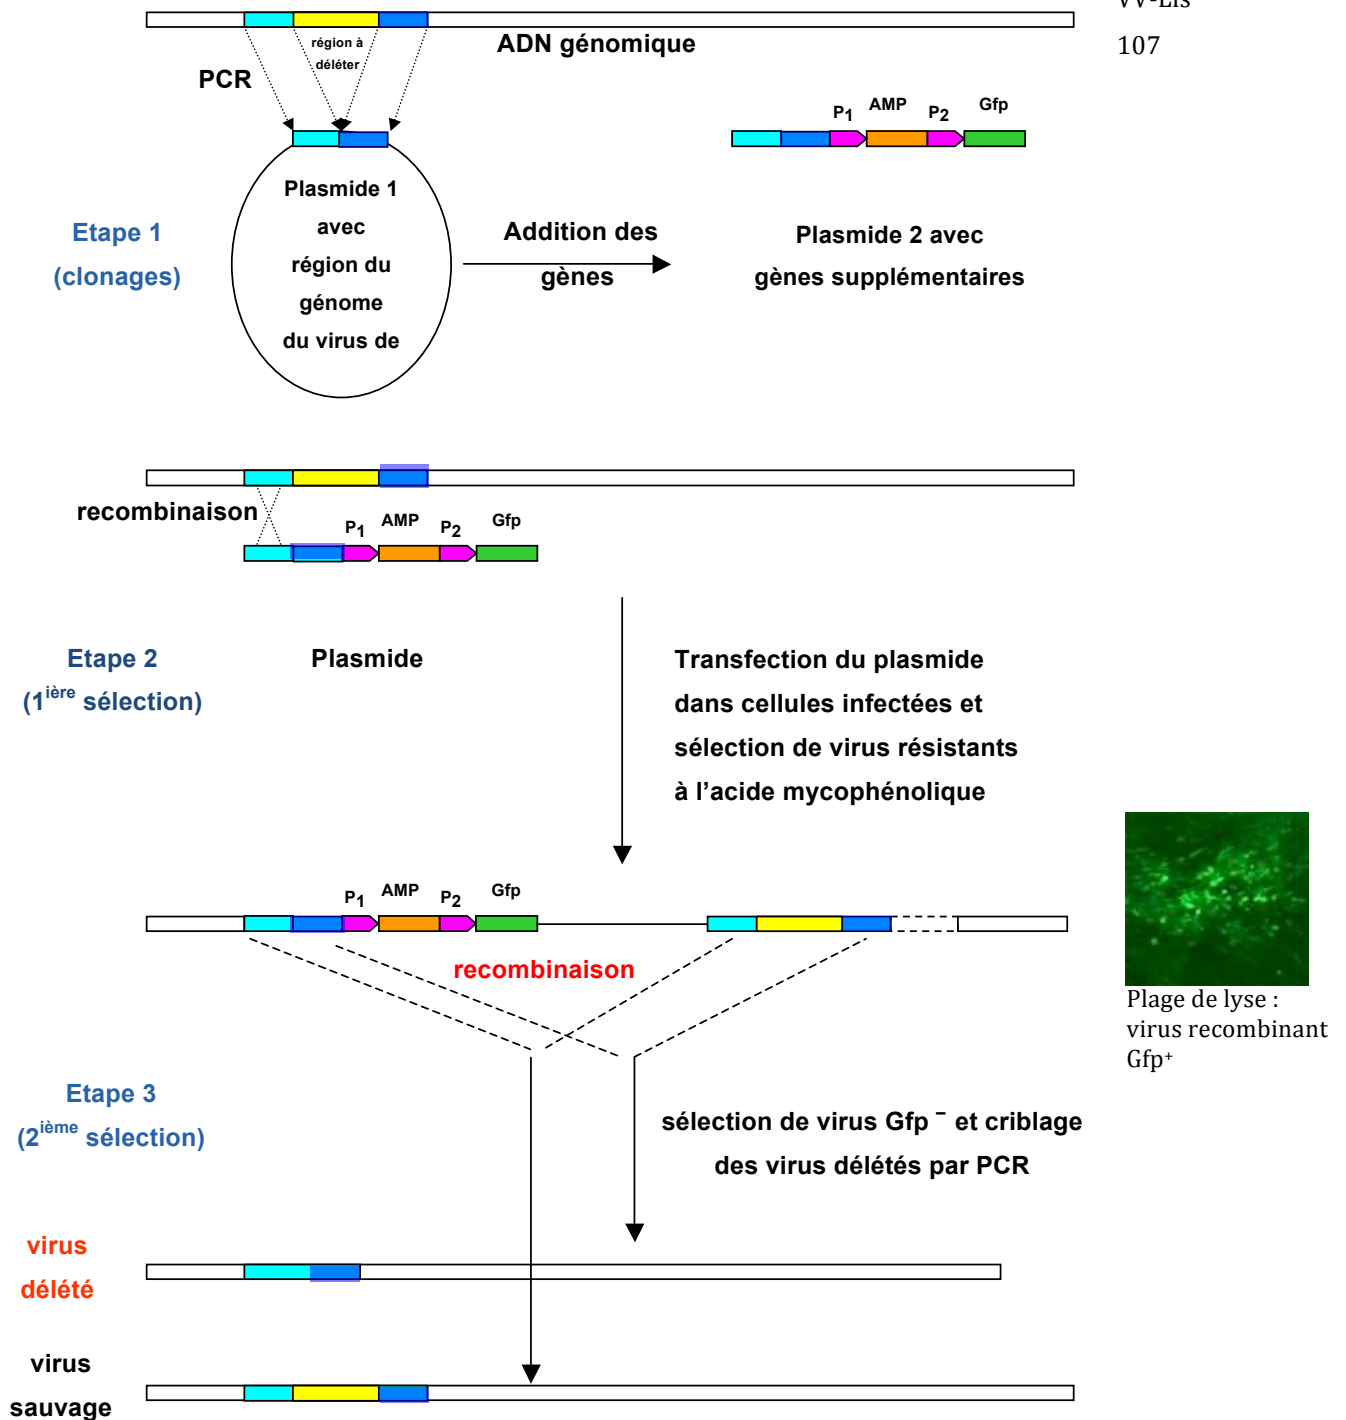 VV-Lis
107
ADN génomique
région à
déléter
PCR
P1 AMP P2 Gfp
Plasmide 1
avec
région du
génome
du virus de
Etape 1
(clonages)
Addition des
gènes
Plasmide 2 avec
gènes supplémentaires
recombinaison
P1 AMP P2 Gfp
Etape 2
(1ière sélection)
Plasmide
Transfection du plasmide
dans cellules infectées et
sélection de virus résistants
à l’acide mycophénolique
P1 AMP P2 Gfp
recombinaison
Plage de lyse :
virus recombinant
Gfp+
Etape 3
(2ième sélection)
sélection de virus Gfp – et criblage
des virus délétés par PCR
virus
délété
virus
sauvage